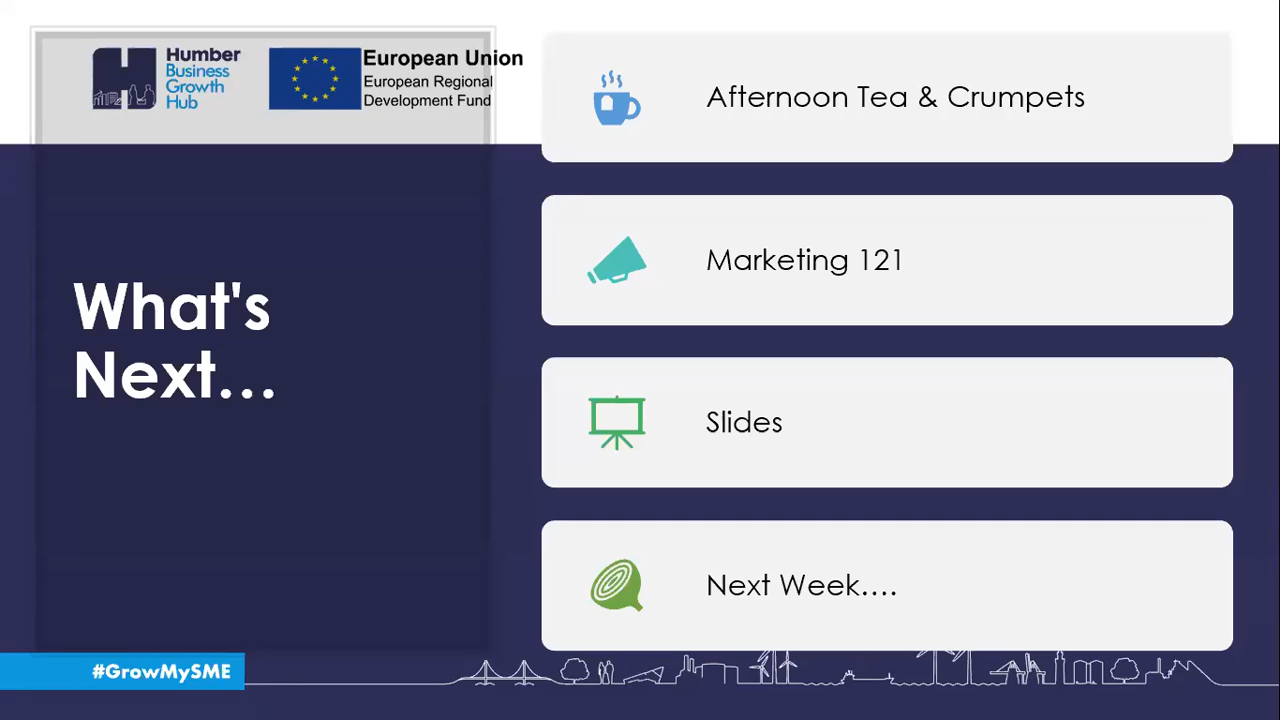 Humber
Business
Growth
Hub
European Union
European Regional
Development Fund
What's
Next...
Afternoon Tea & Crumpets
Marketing 121
Slides
Next Week....
#GrowMySME